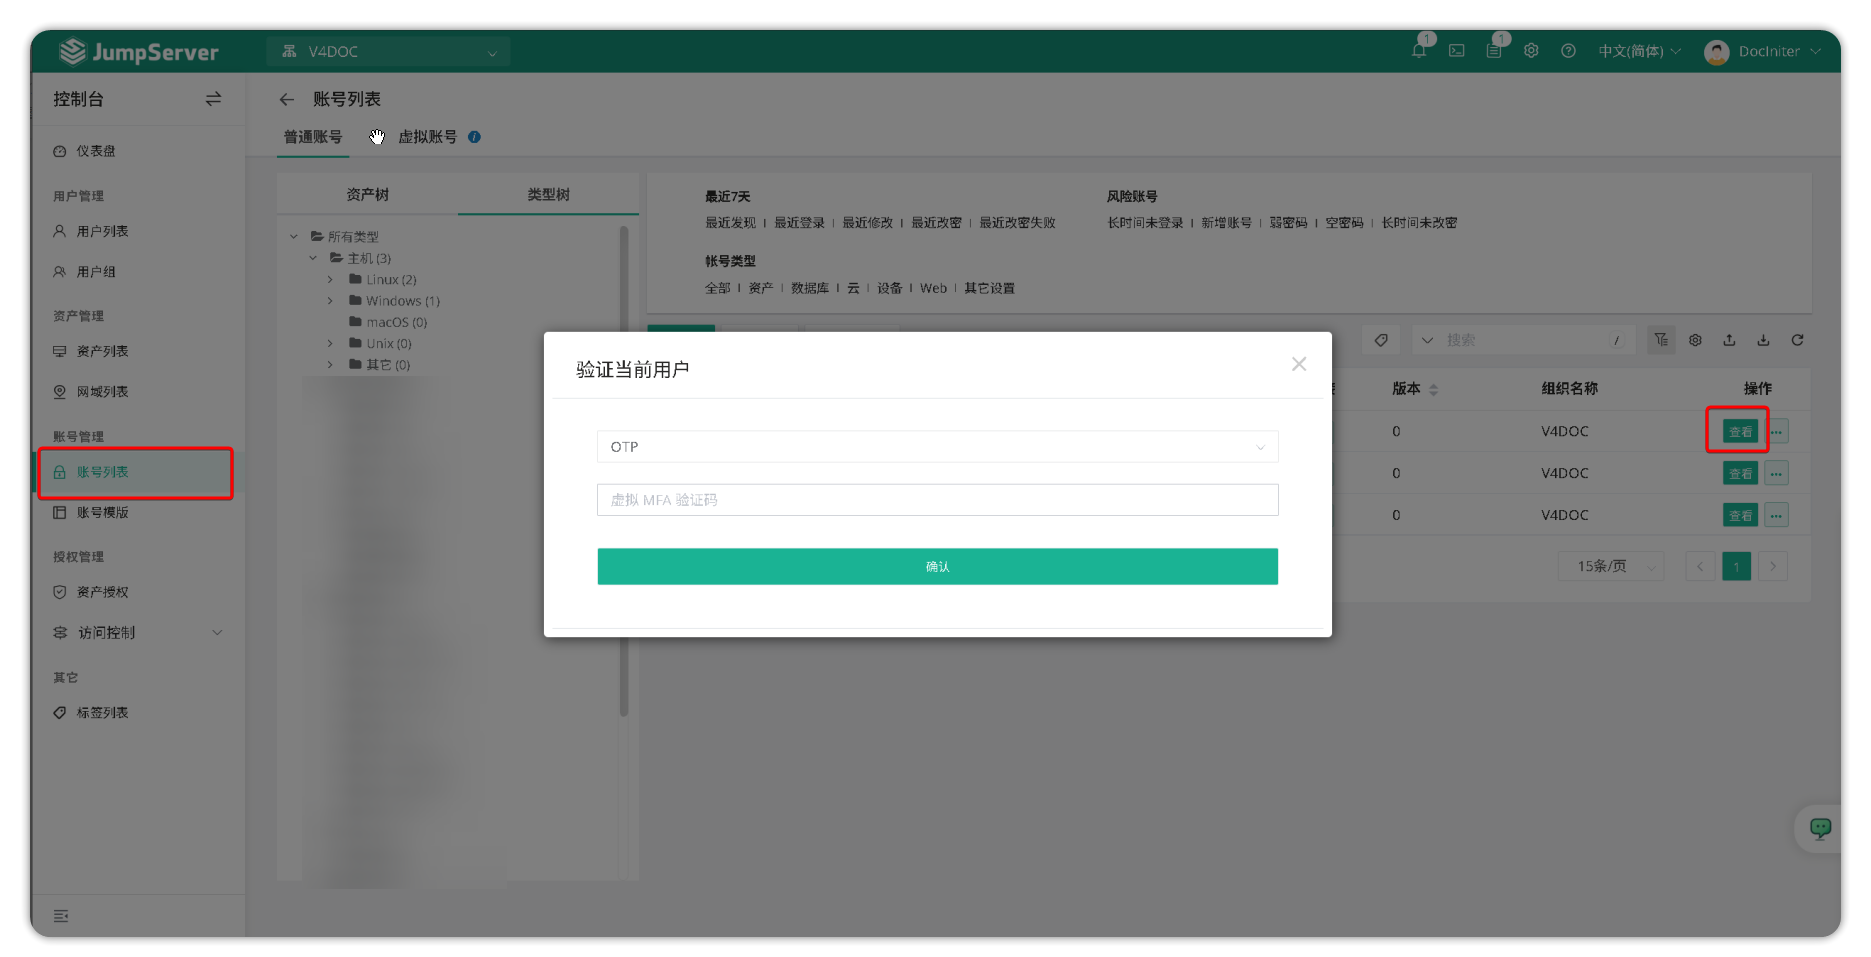 JumpServer
V4DOC
1
1
中文(简体)
DocIniter
控制台
仪表盘
用户管理
用户列表
用户组
资产管理
资产列表
网域列表
账号管理
账号列表
账号模版
授权管理
资产授权
访问控制
其它
标签列表
账号列表
普通账号
虚拟账号
资产树
类型树
所有类型
主机 (3)
Linux (2)
Windows (1)
macOS (0)
Unix (0)
其它 (0)
最近7天
最近发现 | 最近登录 | 最近修改 | 最近改密 | 最近改密失败
风险账号
长时间未登录 | 新增账号 | 弱密码 | 空密码 | 长时间未改密
帐号类型
全部 | 资产 | 数据库 | 云 | 设备 | Web | 其它设置
搜索
/
版本
组织名称
操作
0
V4DOC
查看
0
V4DOC
查看
0
V4DOC
查看
15条/页
1
验证当前用户
OTP
虚拟 MFA 验证码
确认